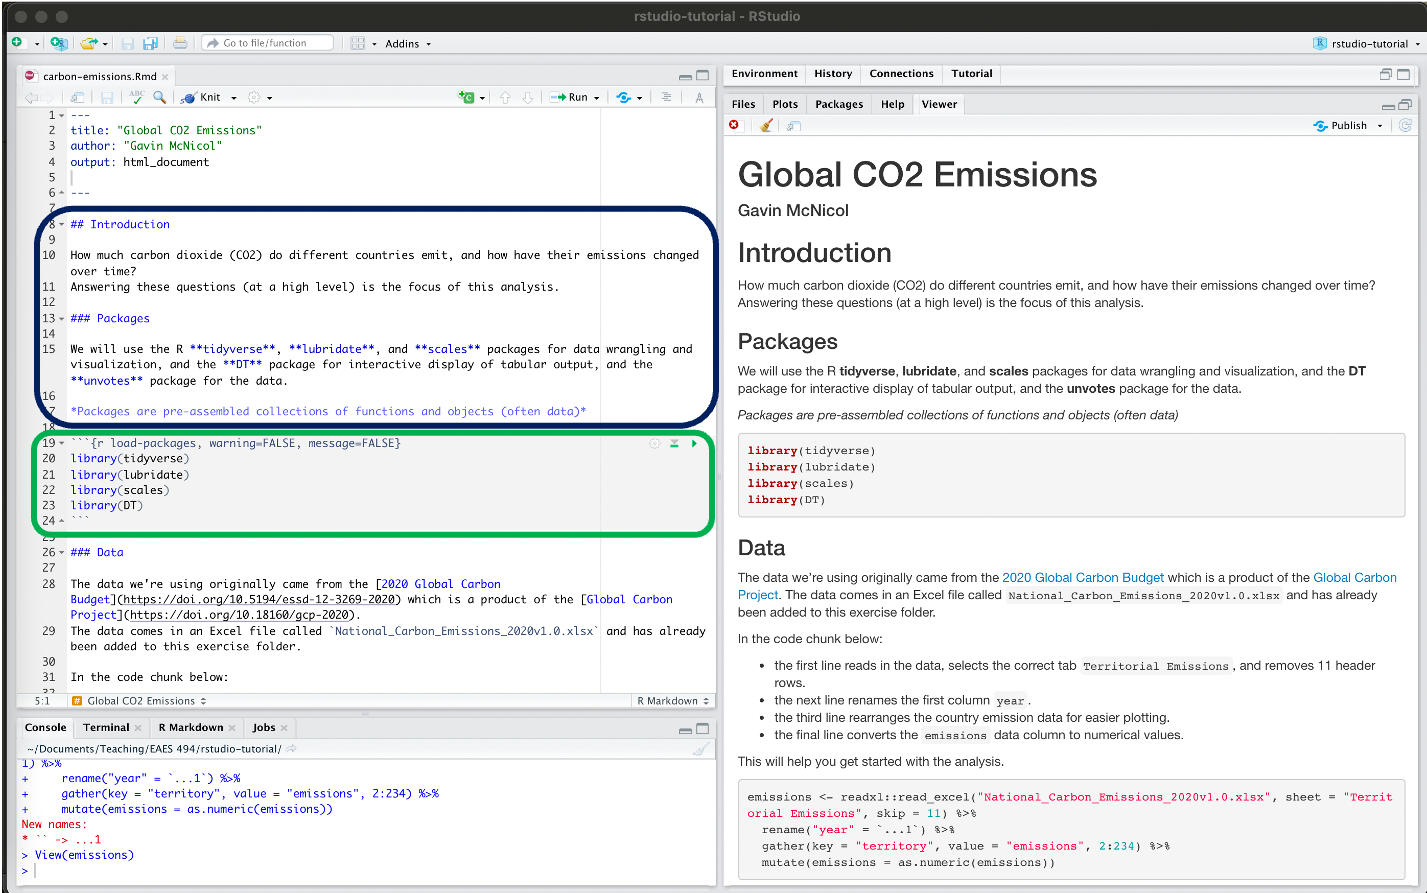 rstudio-tutorial - RStudio
Go to file/function
Addins
rstudio-tutorial
carbon-emissions.Rmd
ABC
Knit
Run
1 ---
2 title: "Global CO2 Emissions"
3 author: "Gavin McNicol"
4 output: html_document
5
6 ---
7
8 ## Introduction
9
10 How much carbon dioxide (CO2) do different countries emit, and how have their emissions changed
over time?
11 Answering these questions (at a high level) is the focus of this analysis.
12
13 ### Packages
14
15 We will use the R **tidyverse**, **lubridate**, and **scales** packages for data wrangling and
visualization, and the **DT** package for interactive display of tabular output, and the
**unvotes** package for the data.
16
*Packages are pre-assembled collections of functions and objects (often data)*
18
19 ```{r load-packages, warning=FALSE, message=FALSE}
20 library(tidyverse)
21 library(lubridate)
22 library(scales)
23 library(DT)
24 ```
25
26 ### Data
27
28 The data we're using originally came from the [2020 Global Carbon
Budget](https://doi.org/10.5194/essd-12-3269-2020) which is a product of the [Global Carbon
Project](https://doi.org/10.18160/gcp-2020).
29 The data comes in an Excel file called `National_Carbon_Emissions_2020v1.0.xlsx` and has already
been added to this exercise folder.
30
31 In the code chunk below:
32
5:1 # Global CO2 Emissions
R Markdown
Console Terminal R Markdown Jobs
~/Documents/Teaching/EAES 494/rstudio-tutorial/
1) %>%
+ rename("year" = `...1`) %>%
+ gather(key = "territory", value = "emissions", 2:234) %>%
+ mutate(emissions = as.numeric(emissions))
New names:
* `` -> ...1
> View(emissions)
>
Environment History Connections Tutorial
Files Plots Packages Help Viewer
Publish
Global CO2 Emissions
Gavin McNicol
Introduction
How much carbon dioxide (CO2) do different countries emit, and how have their emissions changed over time?
Answering these questions (at a high level) is the focus of this analysis.
Packages
We will use the R tidyverse, lubridate, and scales packages for data wrangling and visualization, and the DT
package for interactive display of tabular output, and the unvotes package for the data.
Packages are pre-assembled collections of functions and objects (often data)
library(tidyverse)
library(lubridate)
library(scales)
library(DT)
Data
The data we're using originally came from the 2020 Global Carbon Budget which is a product of the Global Carbon
Project. The data comes in an Excel file called National_Carbon_Emissions_2020v1.0.xlsx and has already
been added to this exercise folder.
In the code chunk below:
• the first line reads in the data, selects the correct tab Territorial Emissions, and removes 11 header
rows.
• the next line renames the first column year.
• the third line rearranges the country emission data for easier plotting.
• the final line converts the emissions data column to numerical values.
This will help you get started with the analysis.
emissions <- readxl::read_excel("National_Carbon_Emissions_2020v1.0.xlsx", sheet = "Territ
orial Emissions", skip = 11) %>%
rename("year" = `...1`) %>%
gather(key = "territory", value = "emissions", 2:234) %>%
mutate(emissions = as.numeric(emissions))